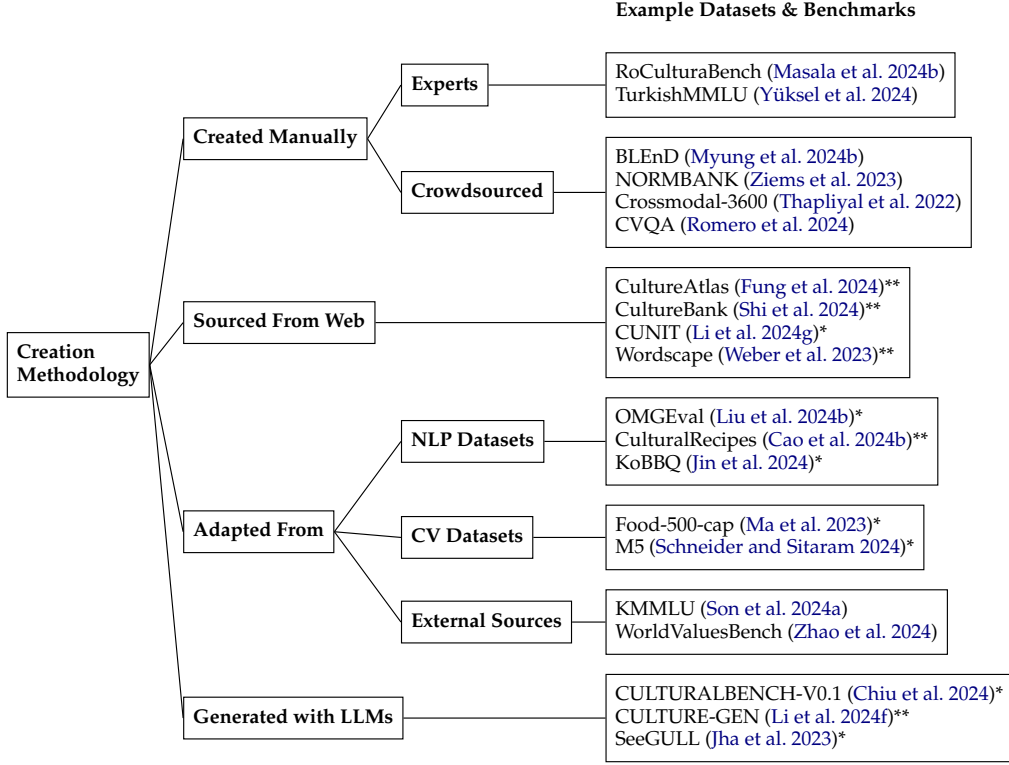 Example Datasets & Benchmarks
Creation
Methodology
Created Manually
Experts
RoCulturaBench (Masala et al. 2024b)
TurkishMMLU (Yüksel et al. 2024)
Crowdsourced
BLEnD (Myung et al. 2024b)
NORMBANK (Ziems et al. 2023)
Crossmodal-3600 (Thapliyal et al. 2022)
CVQA (Romero et al. 2024)
Sourced From Web
CultureAtlas (Fung et al. 2024)**
CultureBank (Shi et al. 2024)**
CUNIT (Li et al. 2024g)*
Wordscape (Weber et al. 2023)**
Adapted From
NLP Datasets
OMGEval (Liu et al. 2024b)*
CulturalRecipes (Cao et al. 2024b)**
KoBBQ (Jin et al. 2024)*
CV Datasets
Food-500-cap (Ma et al. 2023)*
M5 (Schneider and Sitaram 2024)*
External Sources
KMMLU (Son et al. 2024a)
WorldValuesBench (Zhao et al. 2024)
Generated with LLMs
CULTURALBENCH-V0.1 (Chiu et al. 2024)*
CULTURE-GEN (Li et al. 2024f)**
SeeGULL (Jha et al. 2023)*